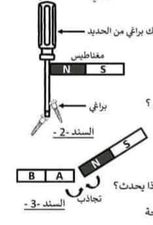 ك براغي من الحديد
مغناطيس
N S
براغي
؟
السند -2-
N S
B A
ذا يحدث؟
تجاذب
السند -3-